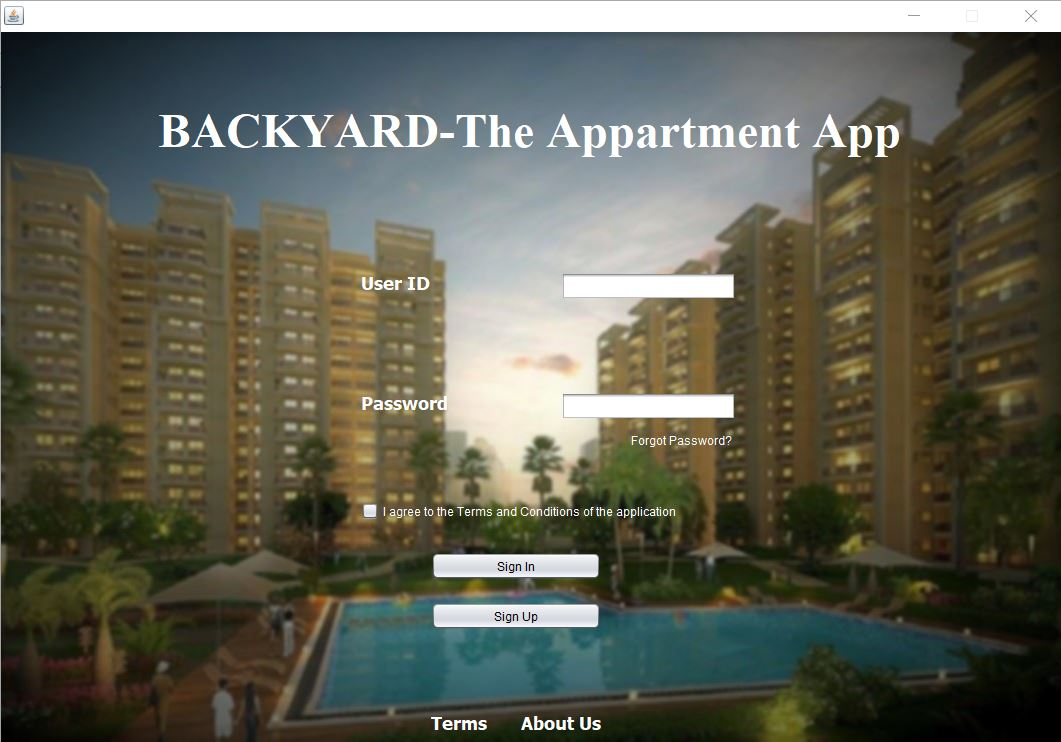 BACKYARD-The Appartment App
User ID
Password
Forgot Password?
I agree to the Terms and Conditions of the application
Sign In
Sign Up
Terms About Us